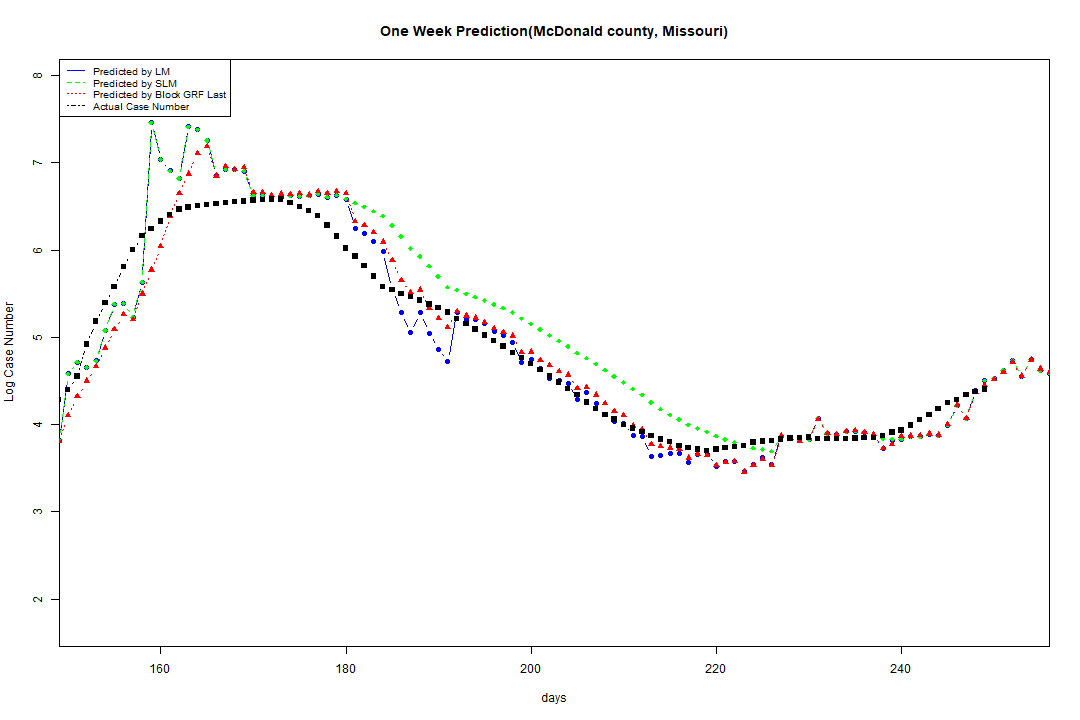 One Week Prediction(McDonald county, Missouri)
Predicted by LM
Predicted by SLM
Predicted by Block GRF Last
Actual Case Number
8
7
6
5
4
3
2
Log Case Number
160 180 200 220 240
days